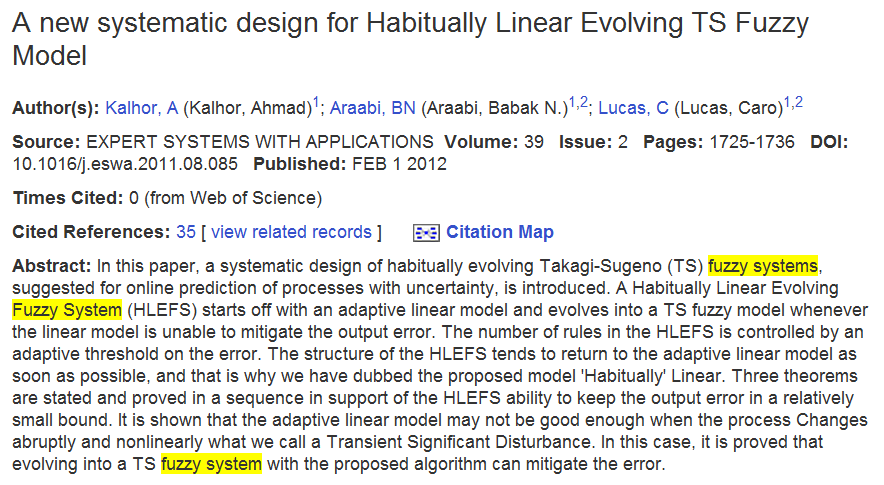 A new systematic design for Habitually Linear Evolving TS Fuzzy
Model
Author(s): Kalhor, A (Kalhor, Ahmad)1; Araabi, BN (Araabi, Babak N.)1,2; Lucas, C (Lucas, Caro)1,2
Source: EXPERT SYSTEMS WITH APPLICATIONS Volume: 39 Issue: 2 Pages: 1725-1736 DOI:
10.1016/j.eswa.2011.08.085 Published: FEB 1 2012
Times Cited: 0 (from Web of Science)
Cited References: 35 [ view related records ] Citation Map
Abstract: In this paper, a systematic design of habitually evolving Takagi-Sugeno (TS) fuzzy systems,
suggested for online prediction of processes with uncertainty, is introduced. A Habitually Linear Evolving
Fuzzy System (HLEFS) starts off with an adaptive linear model and evolves into a TS fuzzy model whenever
the linear model is unable to mitigate the output error. The number of rules in the HLEFS is controlled by an
adaptive threshold on the error. The structure of the HLEFS tends to return to the adaptive linear model as
soon as possible, and that is why we have dubbed the proposed model 'Habitually' Linear. Three theorems
are stated and proved in a sequence in support of the HLEFS ability to keep the output error in a relatively
small bound. It is shown that the adaptive linear model may not be good enough when the process Changes
abruptly and nonlinearly what we call a Transient Significant Disturbance. In this case, it is proved that
evolving into a TS fuzzy system with the proposed algorithm can mitigate the error.